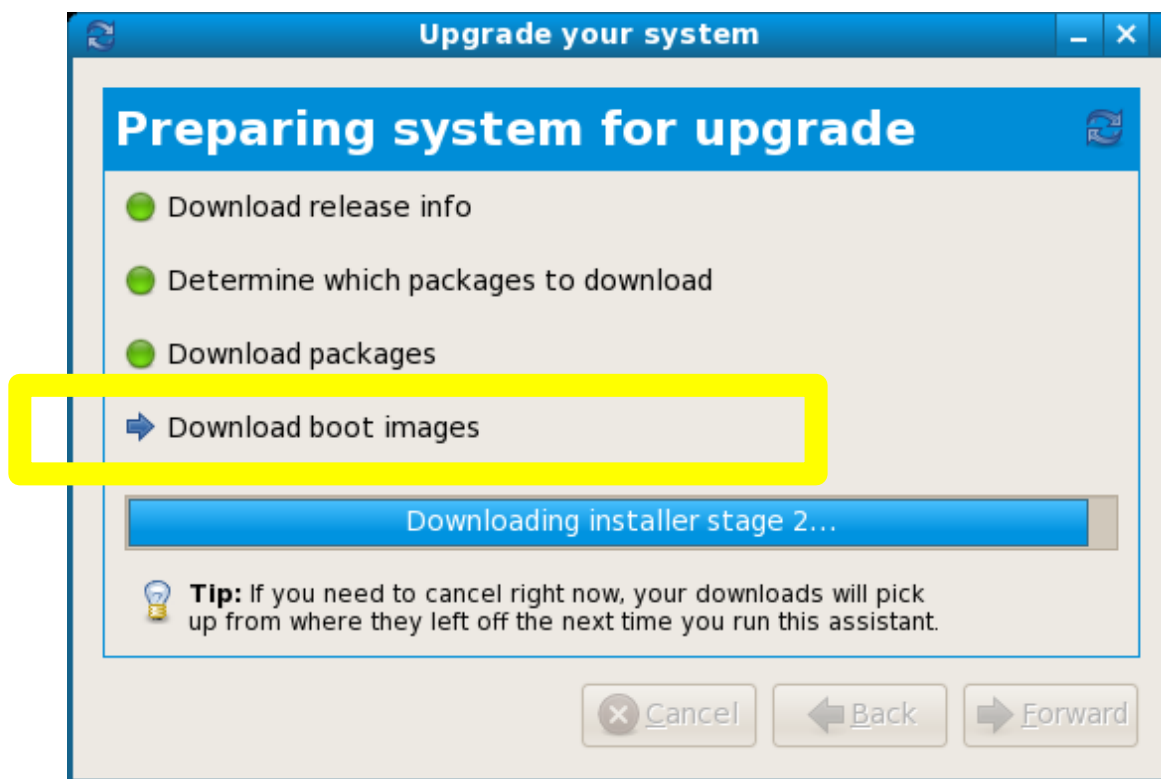 Upgrade your system
Preparing system for upgrade
Download release info
Determine which packages to download
Download packages
Download boot images
Downloading installer stage 2...
Tip: If you need to cancel right now, your downloads will pick
up from where they left off the next time you run this assistant.
Cancel Back Forward